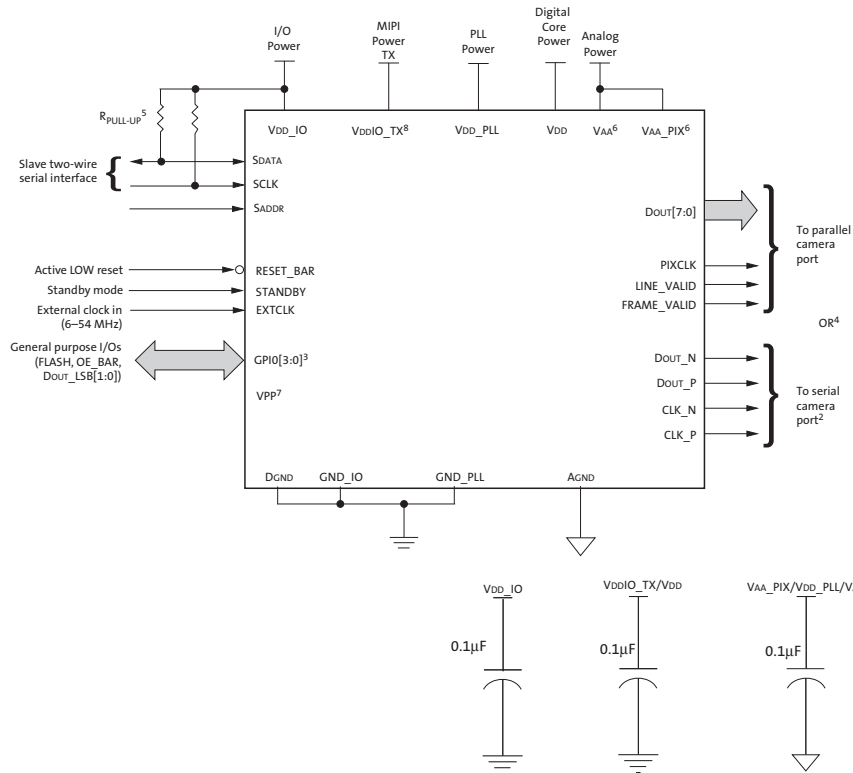 I/O
Power
MIPI
Power
TX
PLL
Power
Digital
Core
Power
Analog
Power
RPULL-UP5
VDD_IO
VDDIO_TX8
VDD_PLL
VDD
VAA6
VAA_PIX6
Slave two-wire
serial interface
SDATA
SCLK
SADDR
DOUT[7:0]
To parallel
camera
port
PIXCLK
LINE_VALID
FRAME_VALID
Active LOW reset
RESET_BAR
Standby mode
STANDBY
External clock in
(6–54 MHz)
EXTCLK
OR4
General purpose I/Os
(FLASH, OE_BAR,
DOUT_LSB[1:0])
GPI0[3:0]3
VPP7
DOUT_N
DOUT_P
CLK_N
CLK_P
To serial
camera
port2
DGND
GND_IO
GND_PLL
AGND
VDD_IO
VDDIO_TX/VDD
VAA_PIX/VDD_PLL/V
0.1µF
0.1µF
0.1µF